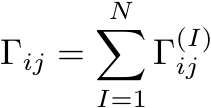 Γ_{ij} = \sum_{I=1}^{N} Γ_{ij}^{(I)}